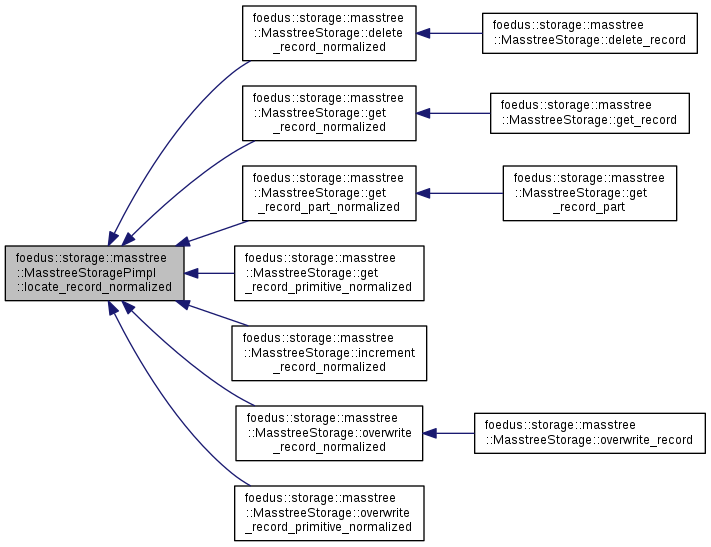 foedus::storage::masstree
::MasstreeStorage::delete
_record_normalized
foedus::storage::masstree
::MasstreeStorage::delete_record
foedus::storage::masstree
::MasstreeStorage::get
_record_normalized
foedus::storage::masstree
::MasstreeStorage::get_record
foedus::storage::masstree
::MasstreeStorage::get
_record_part_normalized
foedus::storage::masstree
::MasstreeStorage::get
_record_part
foedus::storage::masstree
::MasstreeStoragePimpl
::locate_record_normalized
foedus::storage::masstree
::MasstreeStorage::get
_record_primitive_normalized
foedus::storage::masstree
::MasstreeStorage::increment
_record_normalized
foedus::storage::masstree
::MasstreeStorage::overwrite
_record_normalized
foedus::storage::masstree
::MasstreeStorage::overwrite_record
foedus::storage::masstree
::MasstreeStorage::overwrite
_record_primitive_normalized